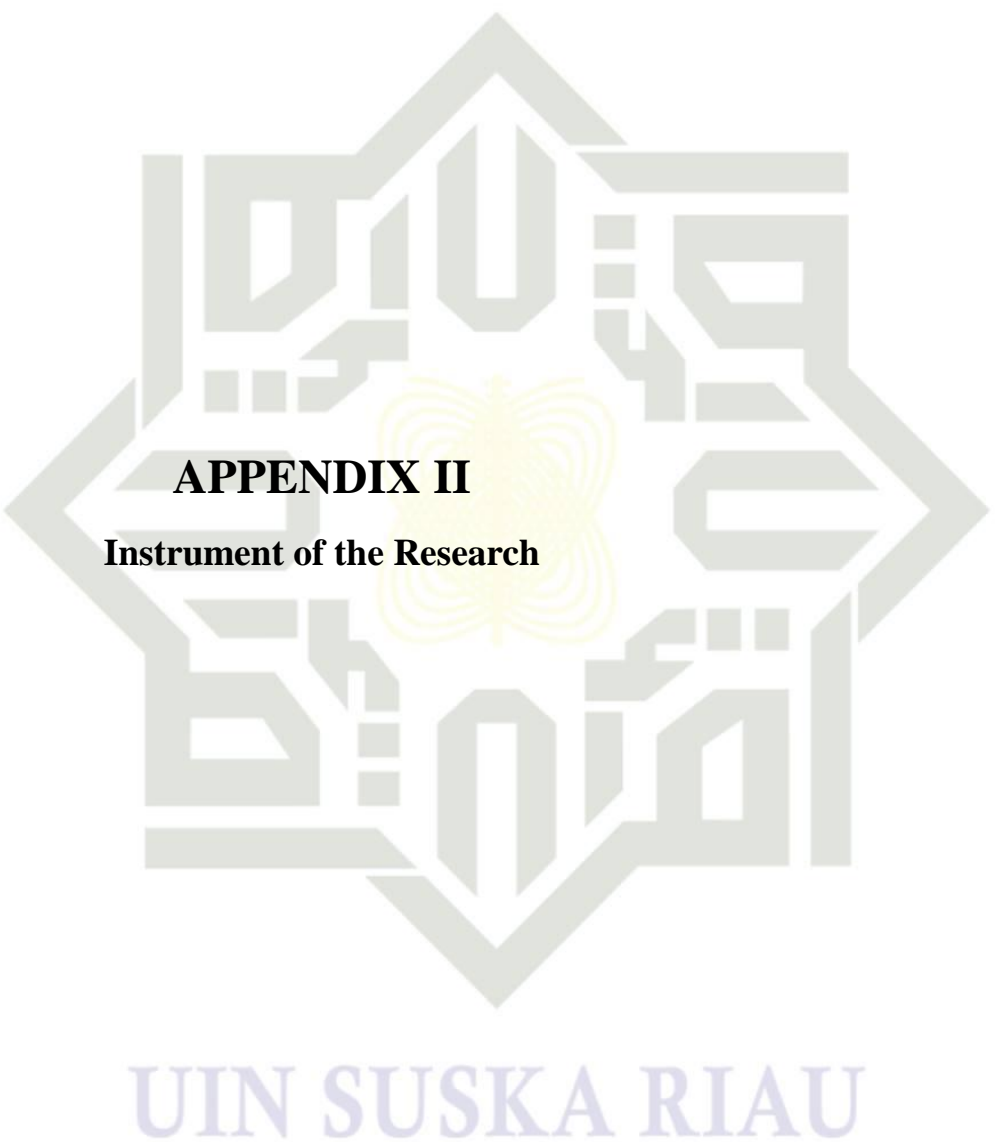 APPENDIX II
Instrument of the Research
UIN SUSKA RIAU